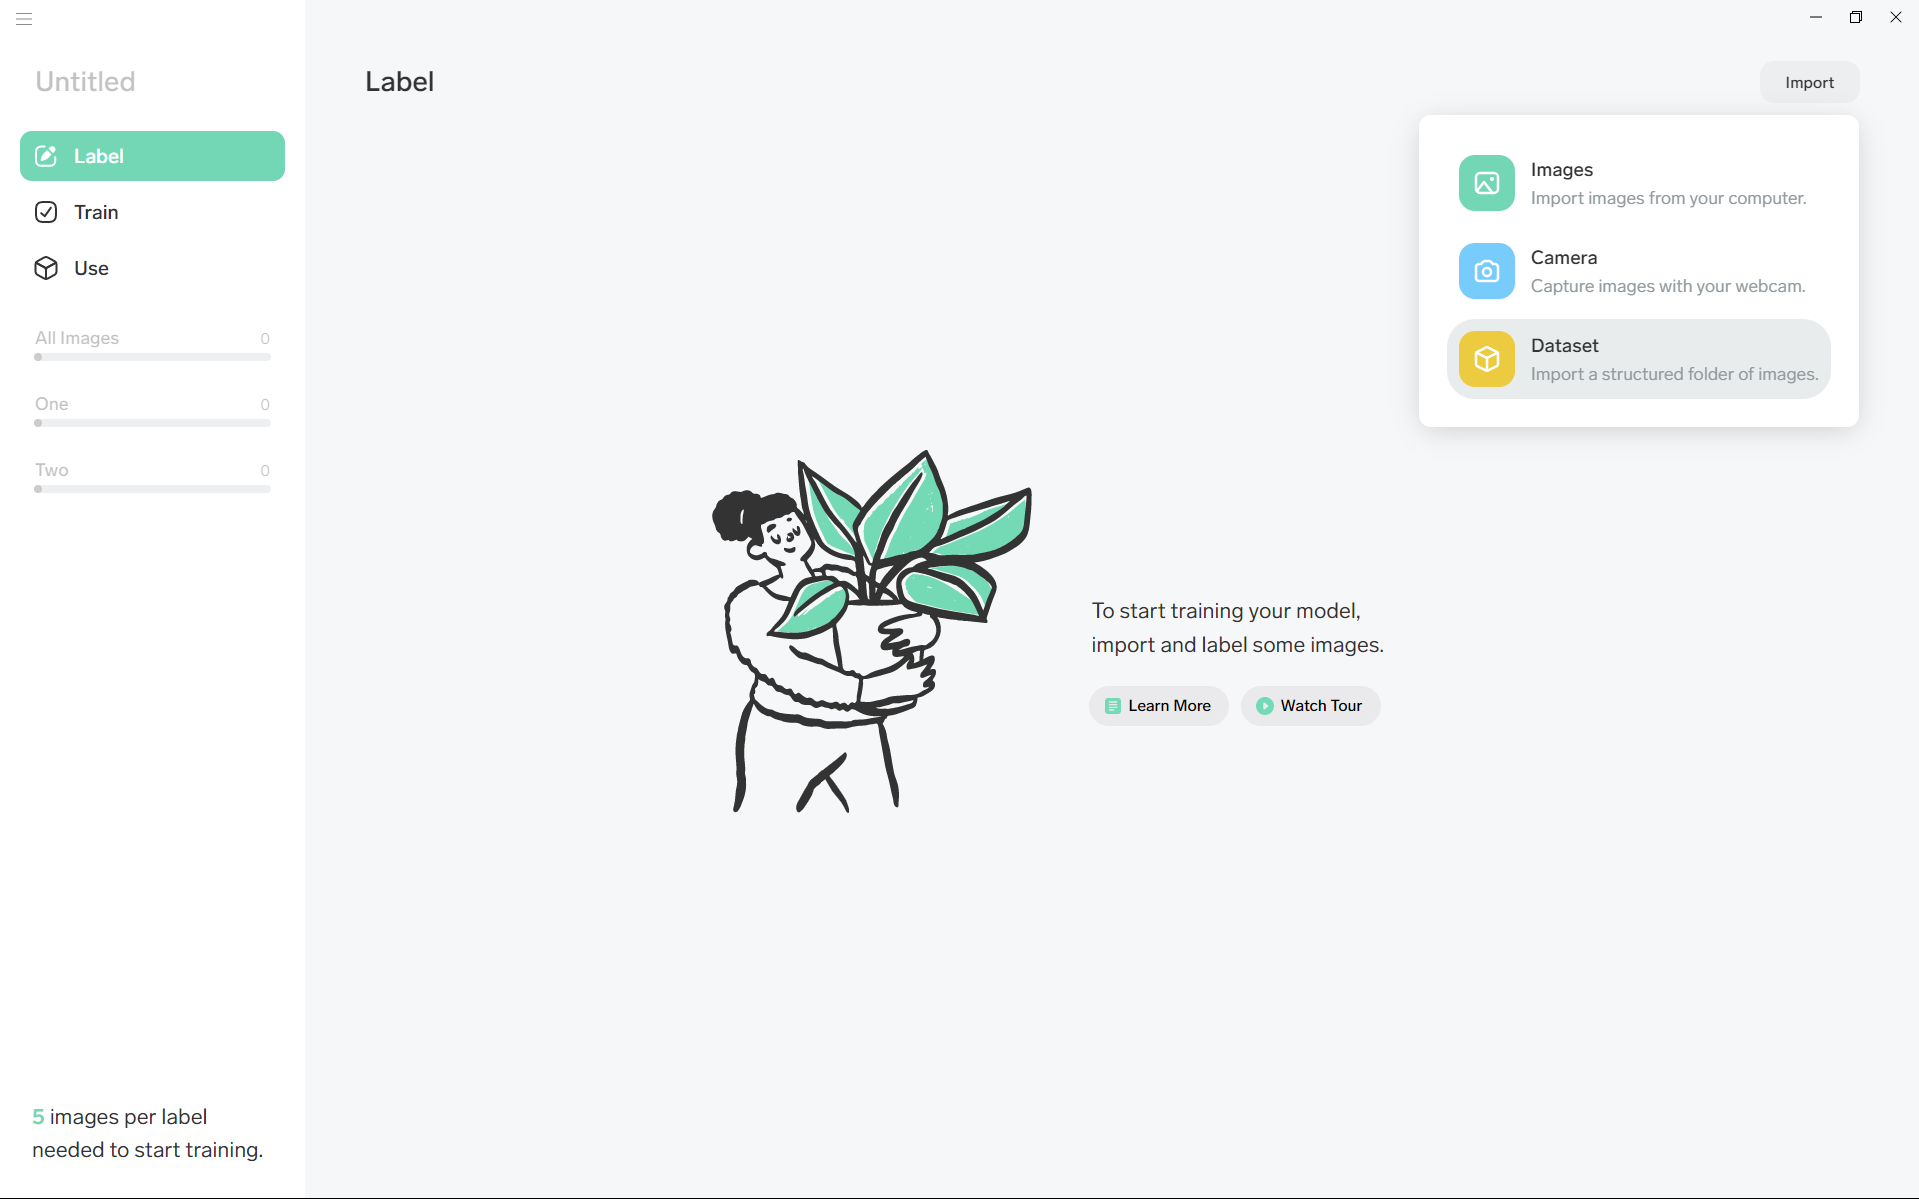 Untitled
Label
Train
Use
All Images 0
One 0
Two 0
5 images per label
needed to start training.
Label
Import
Images
Import images from your computer.
Camera
Capture images with your webcam.
Dataset
Import a structured folder of images.
To start training your model,
import and label some images.
Learn More
Watch Tour